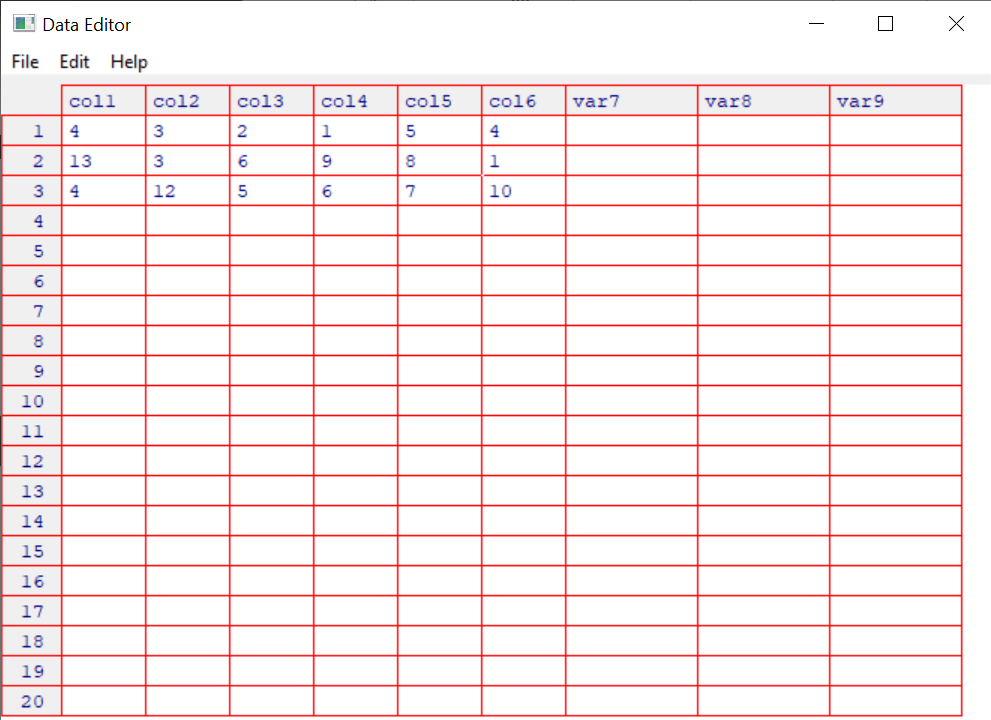 Data Editor
File Edit Help
col1 col2 col3 col4 col5 col6 var7 var8 var9
1 4 3 2 1 5 4
2 13 3 6 9 8 1
3 4 12 5 6 7 10
4
5
6
7
8
9
10
11
12
13
14
15
16
17
18
19
20